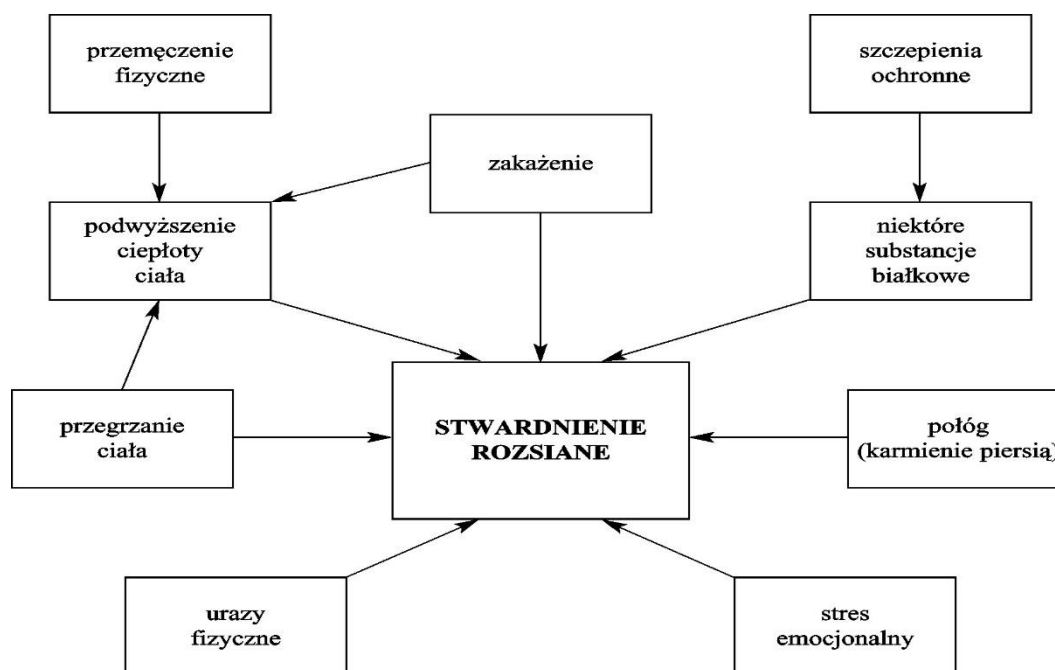 przemęczenie
fizyczne
szczepienia
ochronne
zakażenie
podwyższenie
ciepłoty
ciała
niektóre
substancje
białkowe
przegrzanie
ciała
STWARDNIENIE
ROZSIANE
połóg
(karmienie piersią)
urazy
fizyczne
stres
emocjonalny